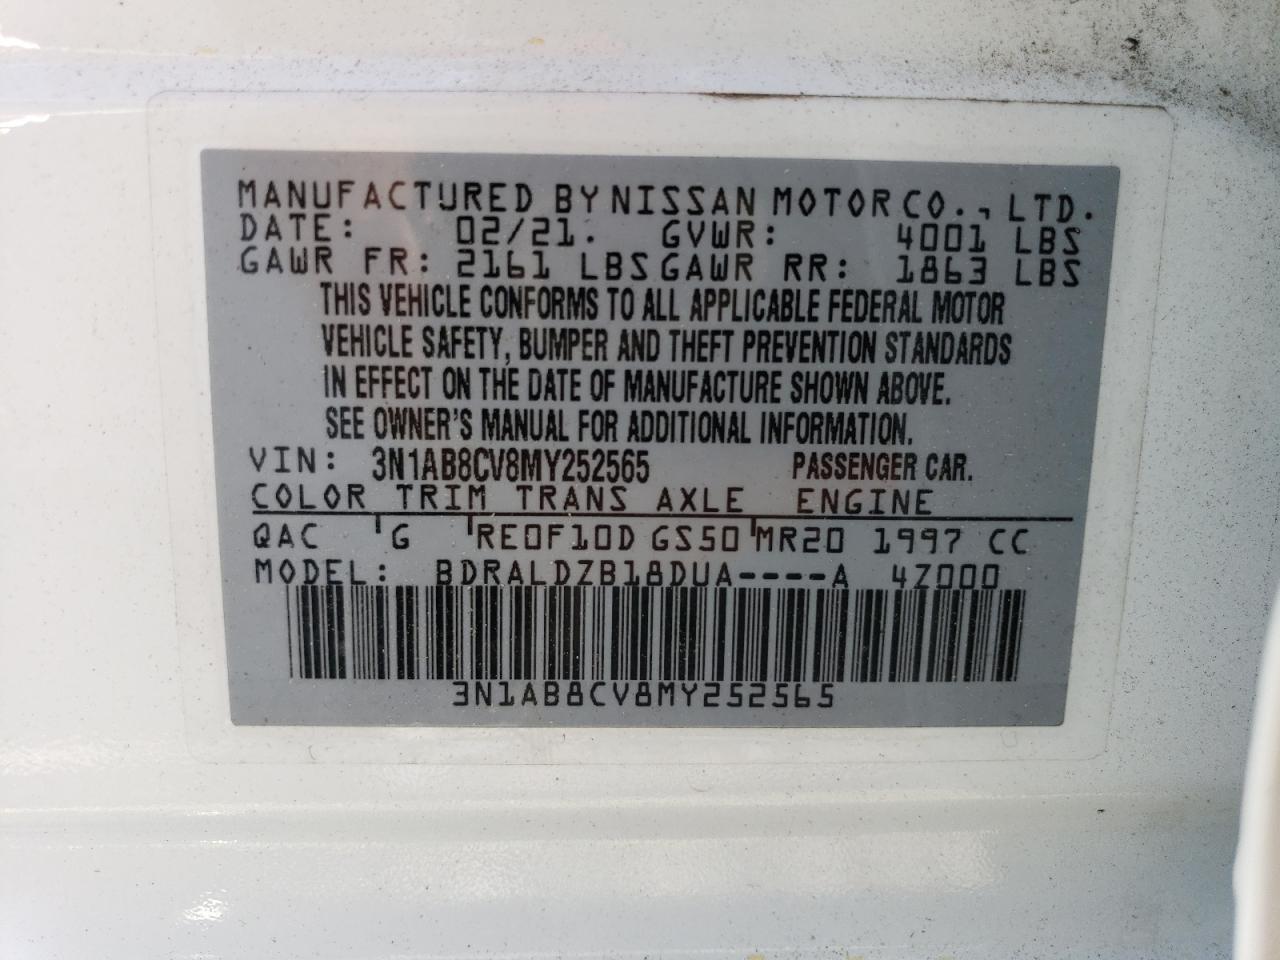 MANUFACTURED BY NISSAN MOTOR CO., LTD.
DATE: 02/21. GVWR: 4001 LBS
GAWR FR: 2161 LBS GAWR RR: 1863 LBS
THIS VEHICLE CONFORMS TO ALL APPLICABLE FEDERAL MOTOR
VEHICLE SAFETY, BUMPER AND THEFT PREVENTION STANDARDS
IN EFFECT ON THE DATE OF MANUFACTURE SHOWN ABOVE.
SEE OWNER'S MANUAL FOR ADDITIONAL INFORMATION.
VIN: 3N1AB8CV8MY252565 PASSENGER CAR.
COLOR TRIM TRANS AXLE ENGINE
QAC G RE0F10D GS50 MR20 1997 CC
MODEL: BDRALDZB18DUA----A 4Z000
3N1AB8CV8MY252565